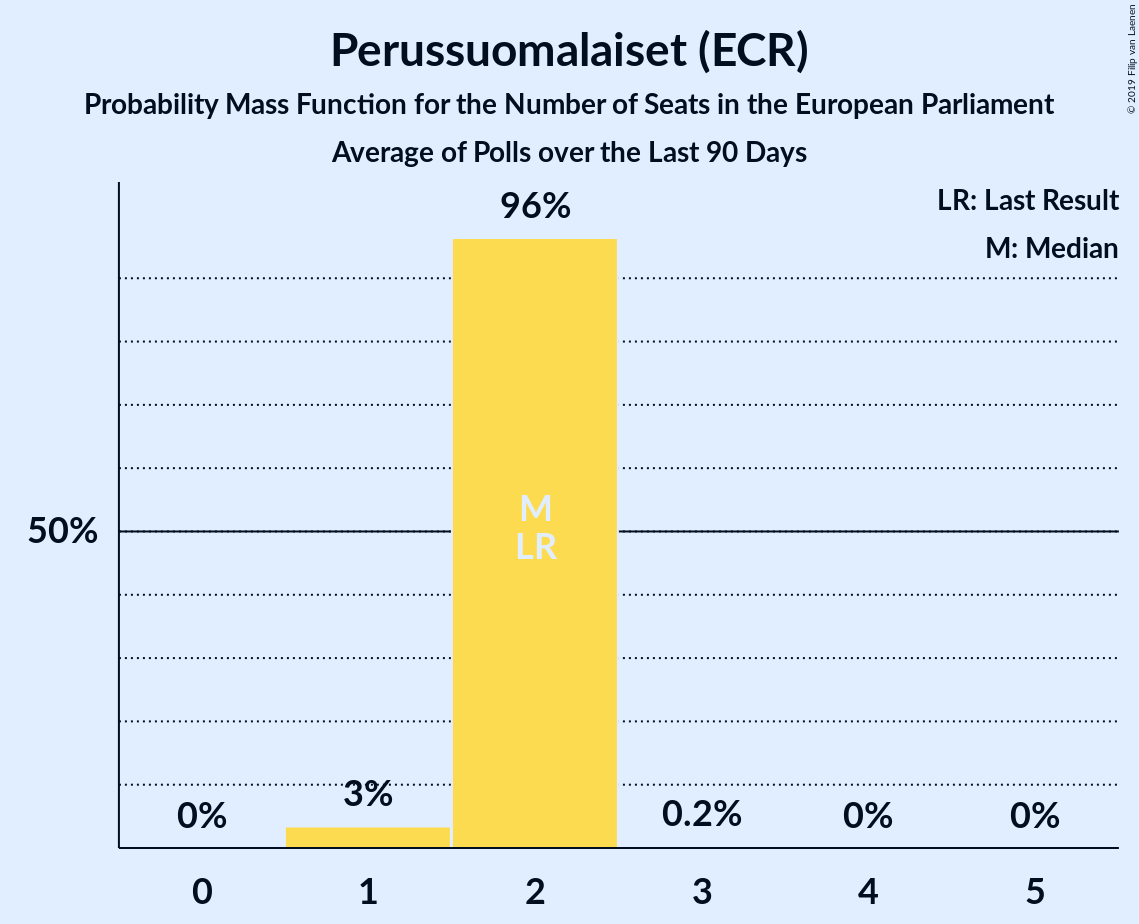 Perussuomalaiset (ECR)
Probability Mass Function for the Number of Seats in the European Parliament
Average of Polls over the Last 90 Days
© 2019 Filip van Laenen
LR: Last Result
M: Median
96%
50%
M
LR
0%
3%
0.2%
0%
0%
0
1
2
3
4
5